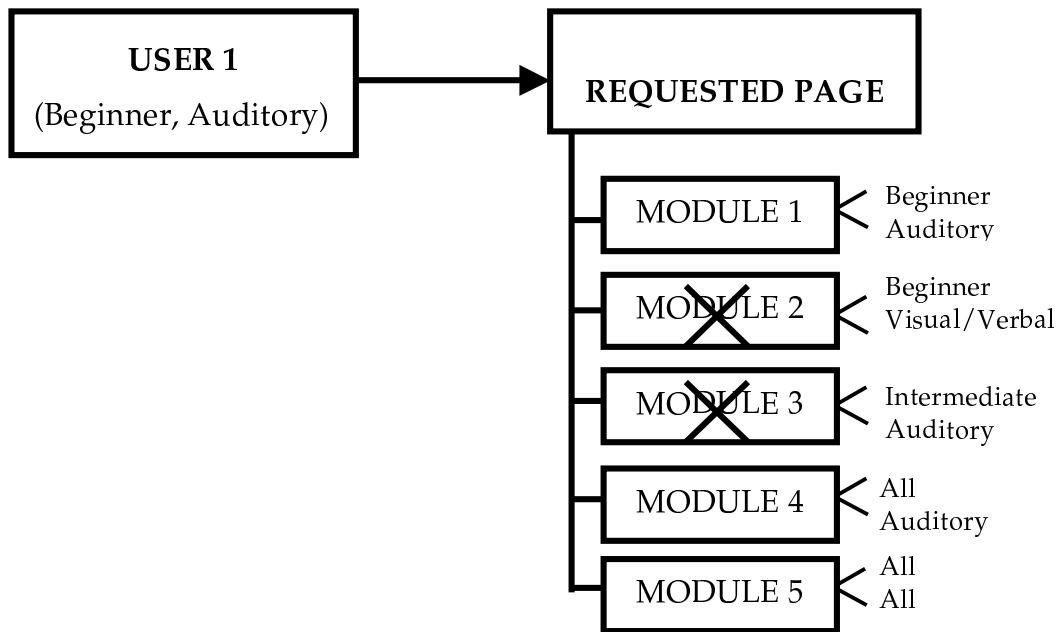 USER 1
(Beginner, Auditory)
REQUESTED PAGE
MODULE 1
Beginner
Auditory
MODULE 2
Beginner
Visual/Verbal
MODULE 3
Intermediate
Auditory
MODULE 4
All
Auditory
MODULE 5
All
All